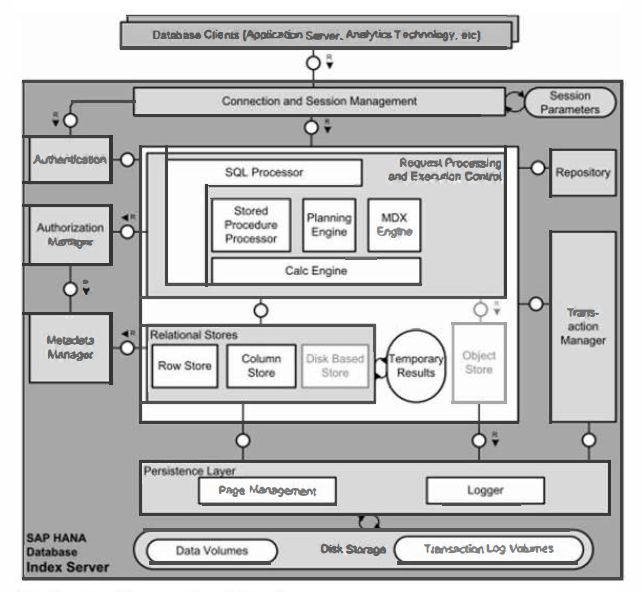 Database Clients (Application Server, Analytics Technology, etc)
R
Connection and Session Management
Session
Parameters
R
R
Authentication
Request Processing
and Execution Control
SQL Processor
Repository
Authorization
Manager
R
Stored
Procedure
Processor
Planning
Engine
MDX
Engine
Calc Engine
R
R
Trans-
action
Manager
Metadata
Manager
R
Relational Stores
Row Store
Column
Store
Disk Based
Store
Temporary
Results
Object
Store
R
Persistence Layer
Page Management
Logger
SAP HANA
Database
Index Server
Data Volumes
Disk Storage
Transaction Log Volumes